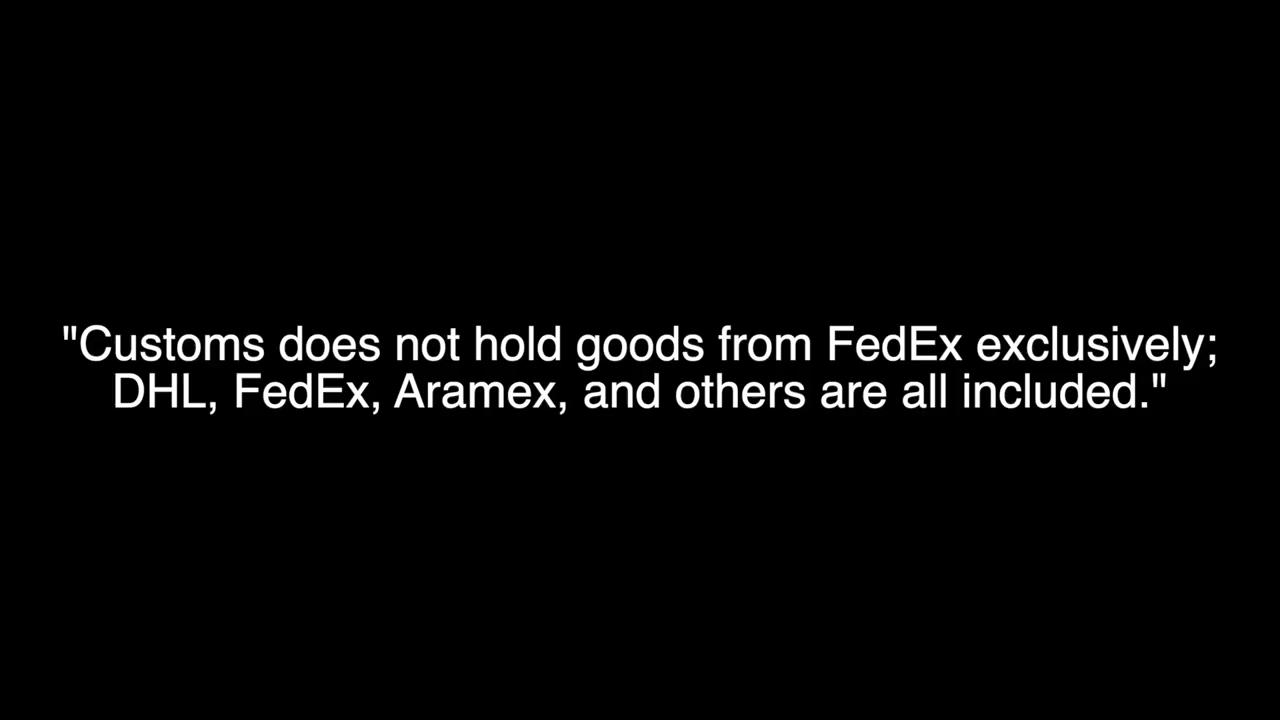 "Customs does not hold goods from FedEx exclusively;
DHL, FedEx, Aramex, and others are all included."